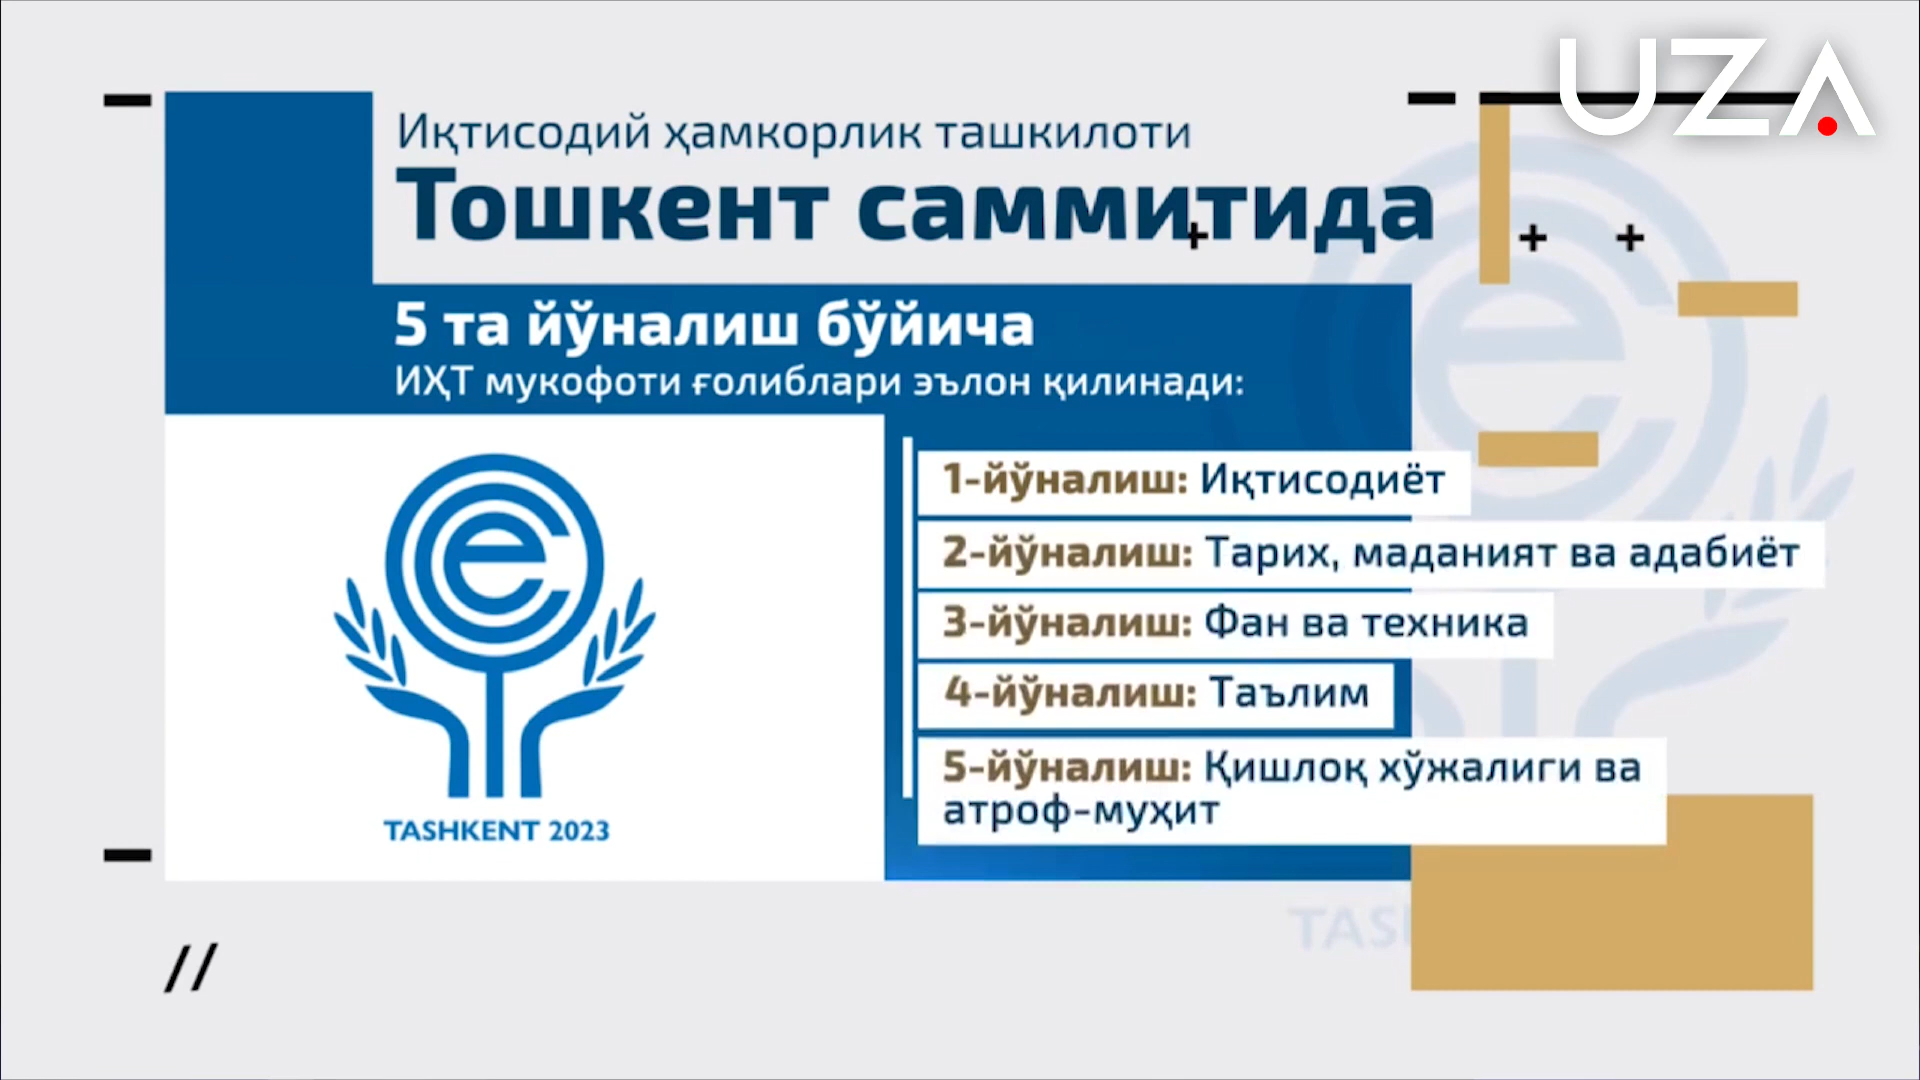 UZA
Иқтисодий ҳамкорлик ташкилоти
Тошкент саммитида
5 та йўналиш бўйича
ИҲТ мукофоти ғолиблари эълон қилинади:
1-йўналиш: Иқтисодиёт
2-йўналиш: Тарих, маданият ва адабиёт
3-йўналиш: Фан ва техника
4-йўналиш: Таълим
5-йўналиш: Қишлоқ хўжалиги ва
атроф-муҳит
eco
TASHKENT 2023
TAS
//